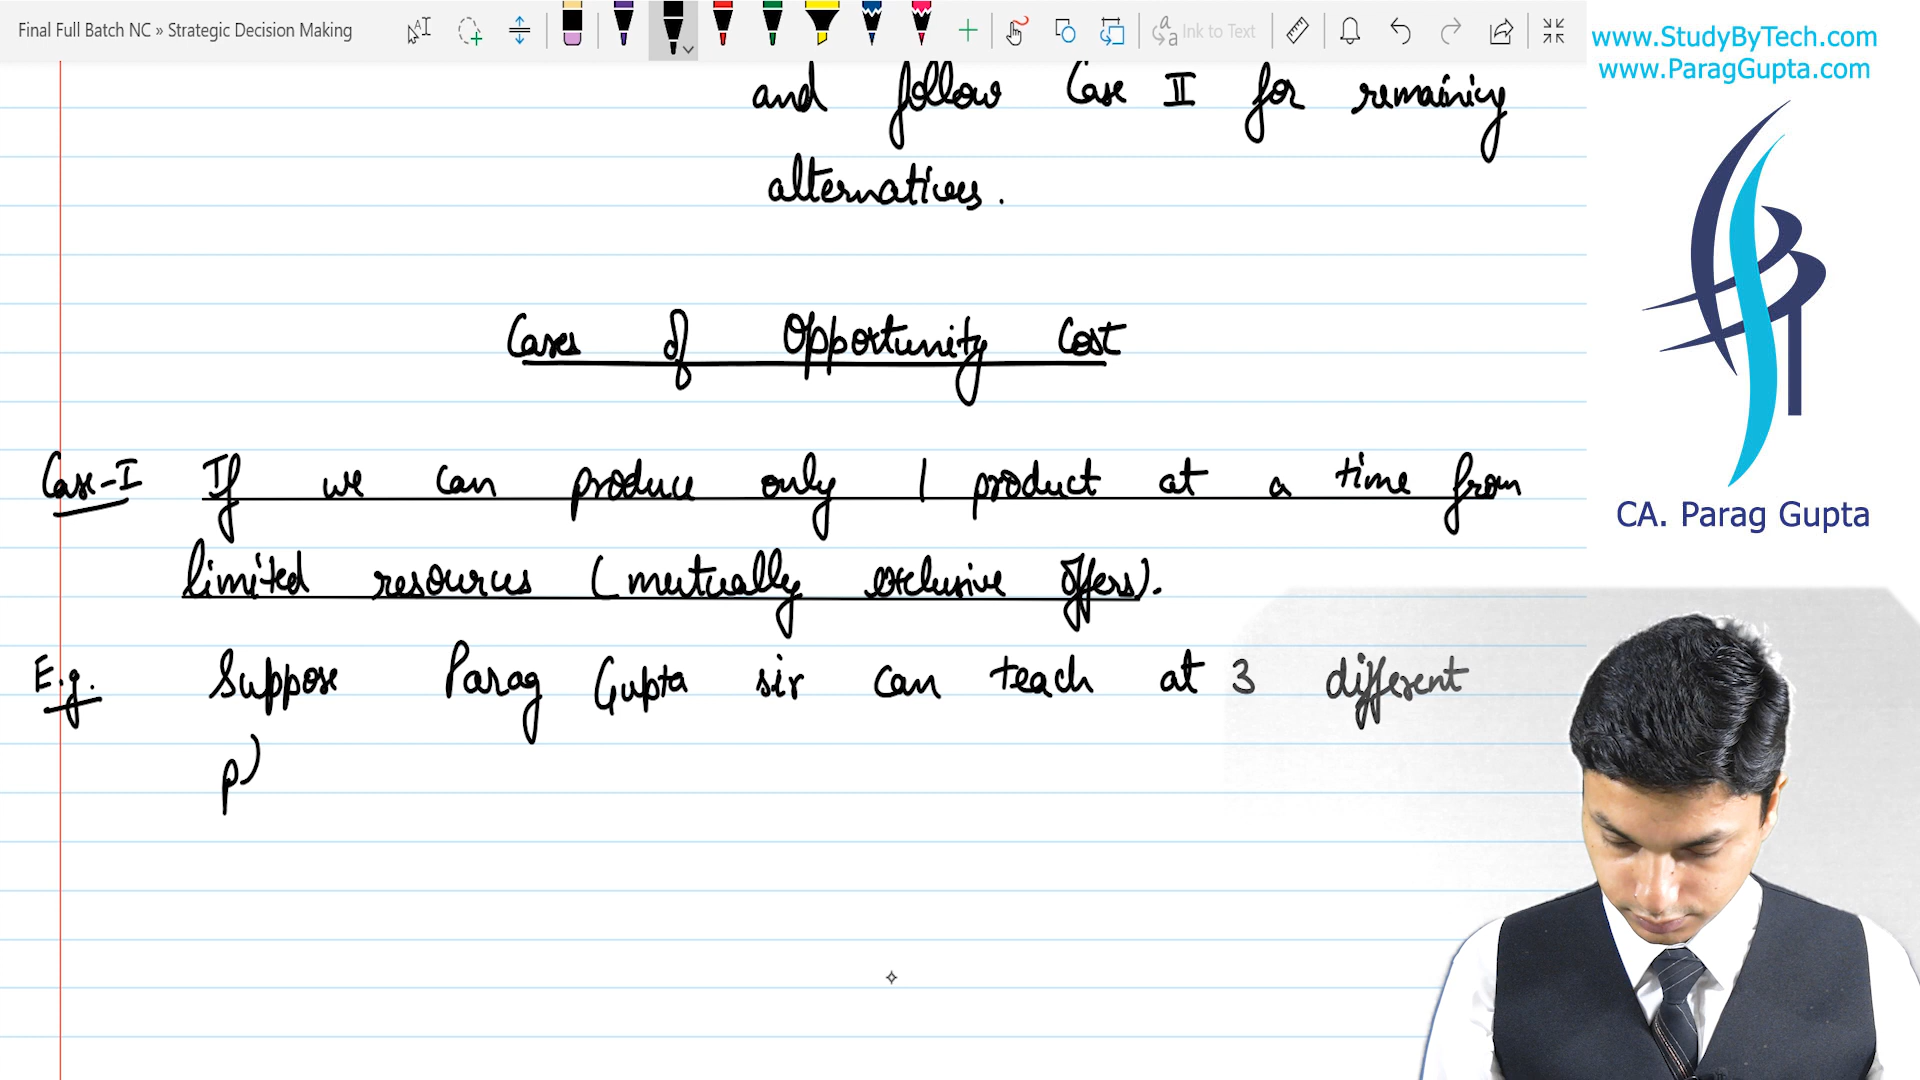 Final Full Batch NC » Strategic Decision Making
Ink to Text
www.StudyByTech.com
www.ParagGupta.com
and follow Case II for remaining
alternatives.
Cases of Opportunity Cost
Case-I If we can produce only 1 product at a time from
limited resources (mutually exclusive offers).
CA. Parag Gupta
E.g. Suppose Parag Gupta sir can teach at 3 different